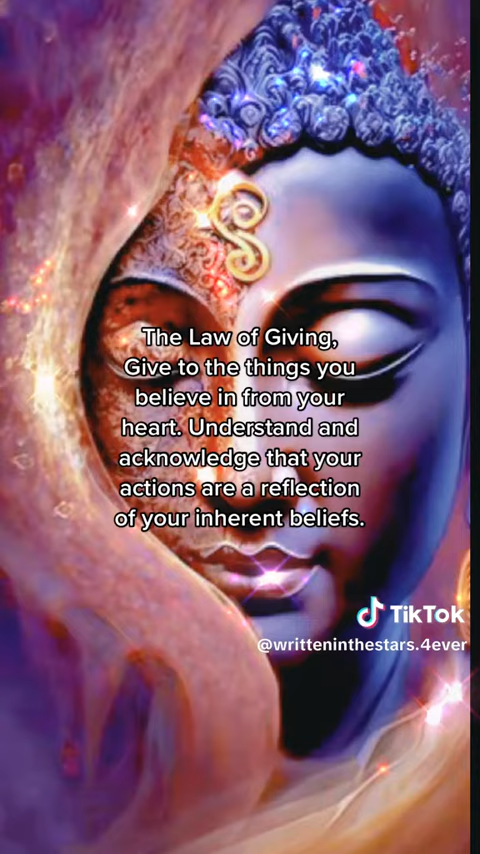 The Law of Giving,
Give to the things you
believe in from your
heart. Understand and
acknowledge that your
actions are a reflection
of your inherent beliefs.
TikTok
@writteninthestars.4ever